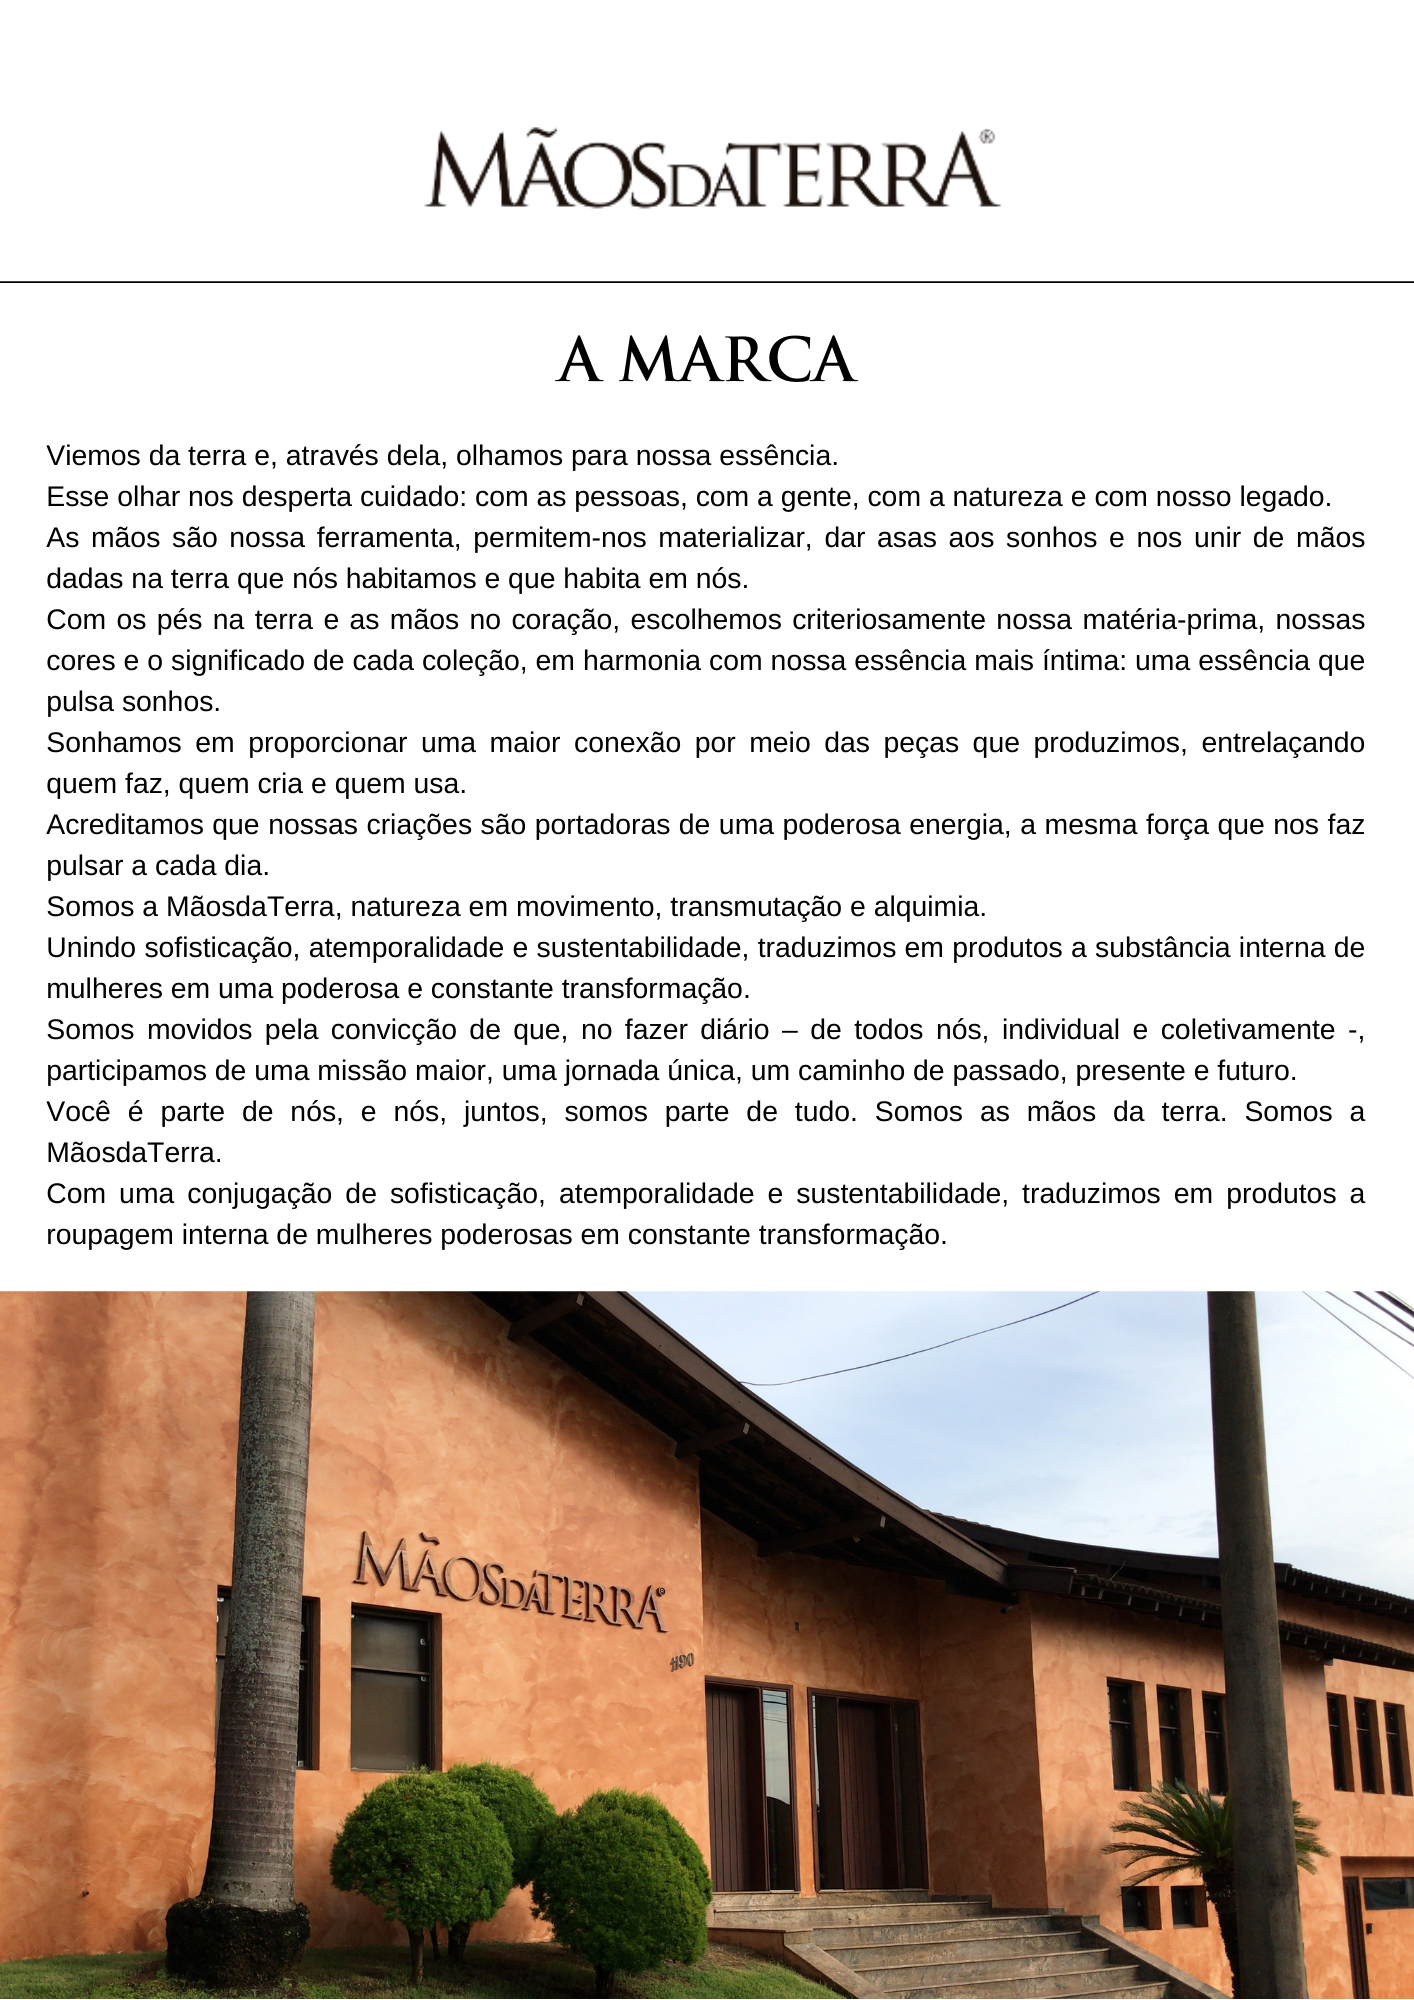 MÃOSDATERRA®
A MARCA
Viemos da terra e, através dela, olhamos para nossa essência.
Esse olhar nos desperta cuidado: com as pessoas, com a gente, com a natureza e com nosso legado.
As mãos são nossa ferramenta, permitem-nos materializar, dar asas aos sonhos e nos unir de mãos
dadas na terra que nós habitamos e que habita em nós.
Com os pés na terra e as mãos no coração, escolhemos criteriosamente nossa matéria-prima, nossas
cores e o significado de cada coleção, em harmonia com nossa essência mais íntima: uma essência que
pulsa sonhos.
Sonhamos em proporcionar uma maior conexão por meio das peças que produzimos, entrelaçando
quem faz, quem cria e quem usa.
Acreditamos que nossas criações são portadoras de uma poderosa energia, a mesma força que nos faz
pulsar a cada dia.
Somos a MãosdaTerra, natureza em movimento, transmutação e alquimia.
Unindo sofisticação, atemporalidade e sustentabilidade, traduzimos em produtos a substância interna de
mulheres em uma poderosa e constante transformação.
Somos movidos pela convicção de que, no fazer diário – de todos nós, individual e coletivamente -,
participamos de uma missão maior, uma jornada única, um caminho de passado, presente e futuro.
Você é parte de nós, e nós, juntos, somos parte de tudo. Somos as mãos da terra. Somos a
MãosdaTerra.
Com uma conjugação de sofisticação, atemporalidade e sustentabilidade, traduzimos em produtos a
roupagem interna de mulheres poderosas em constante transformação.
MÃOSDATERRA®
1190